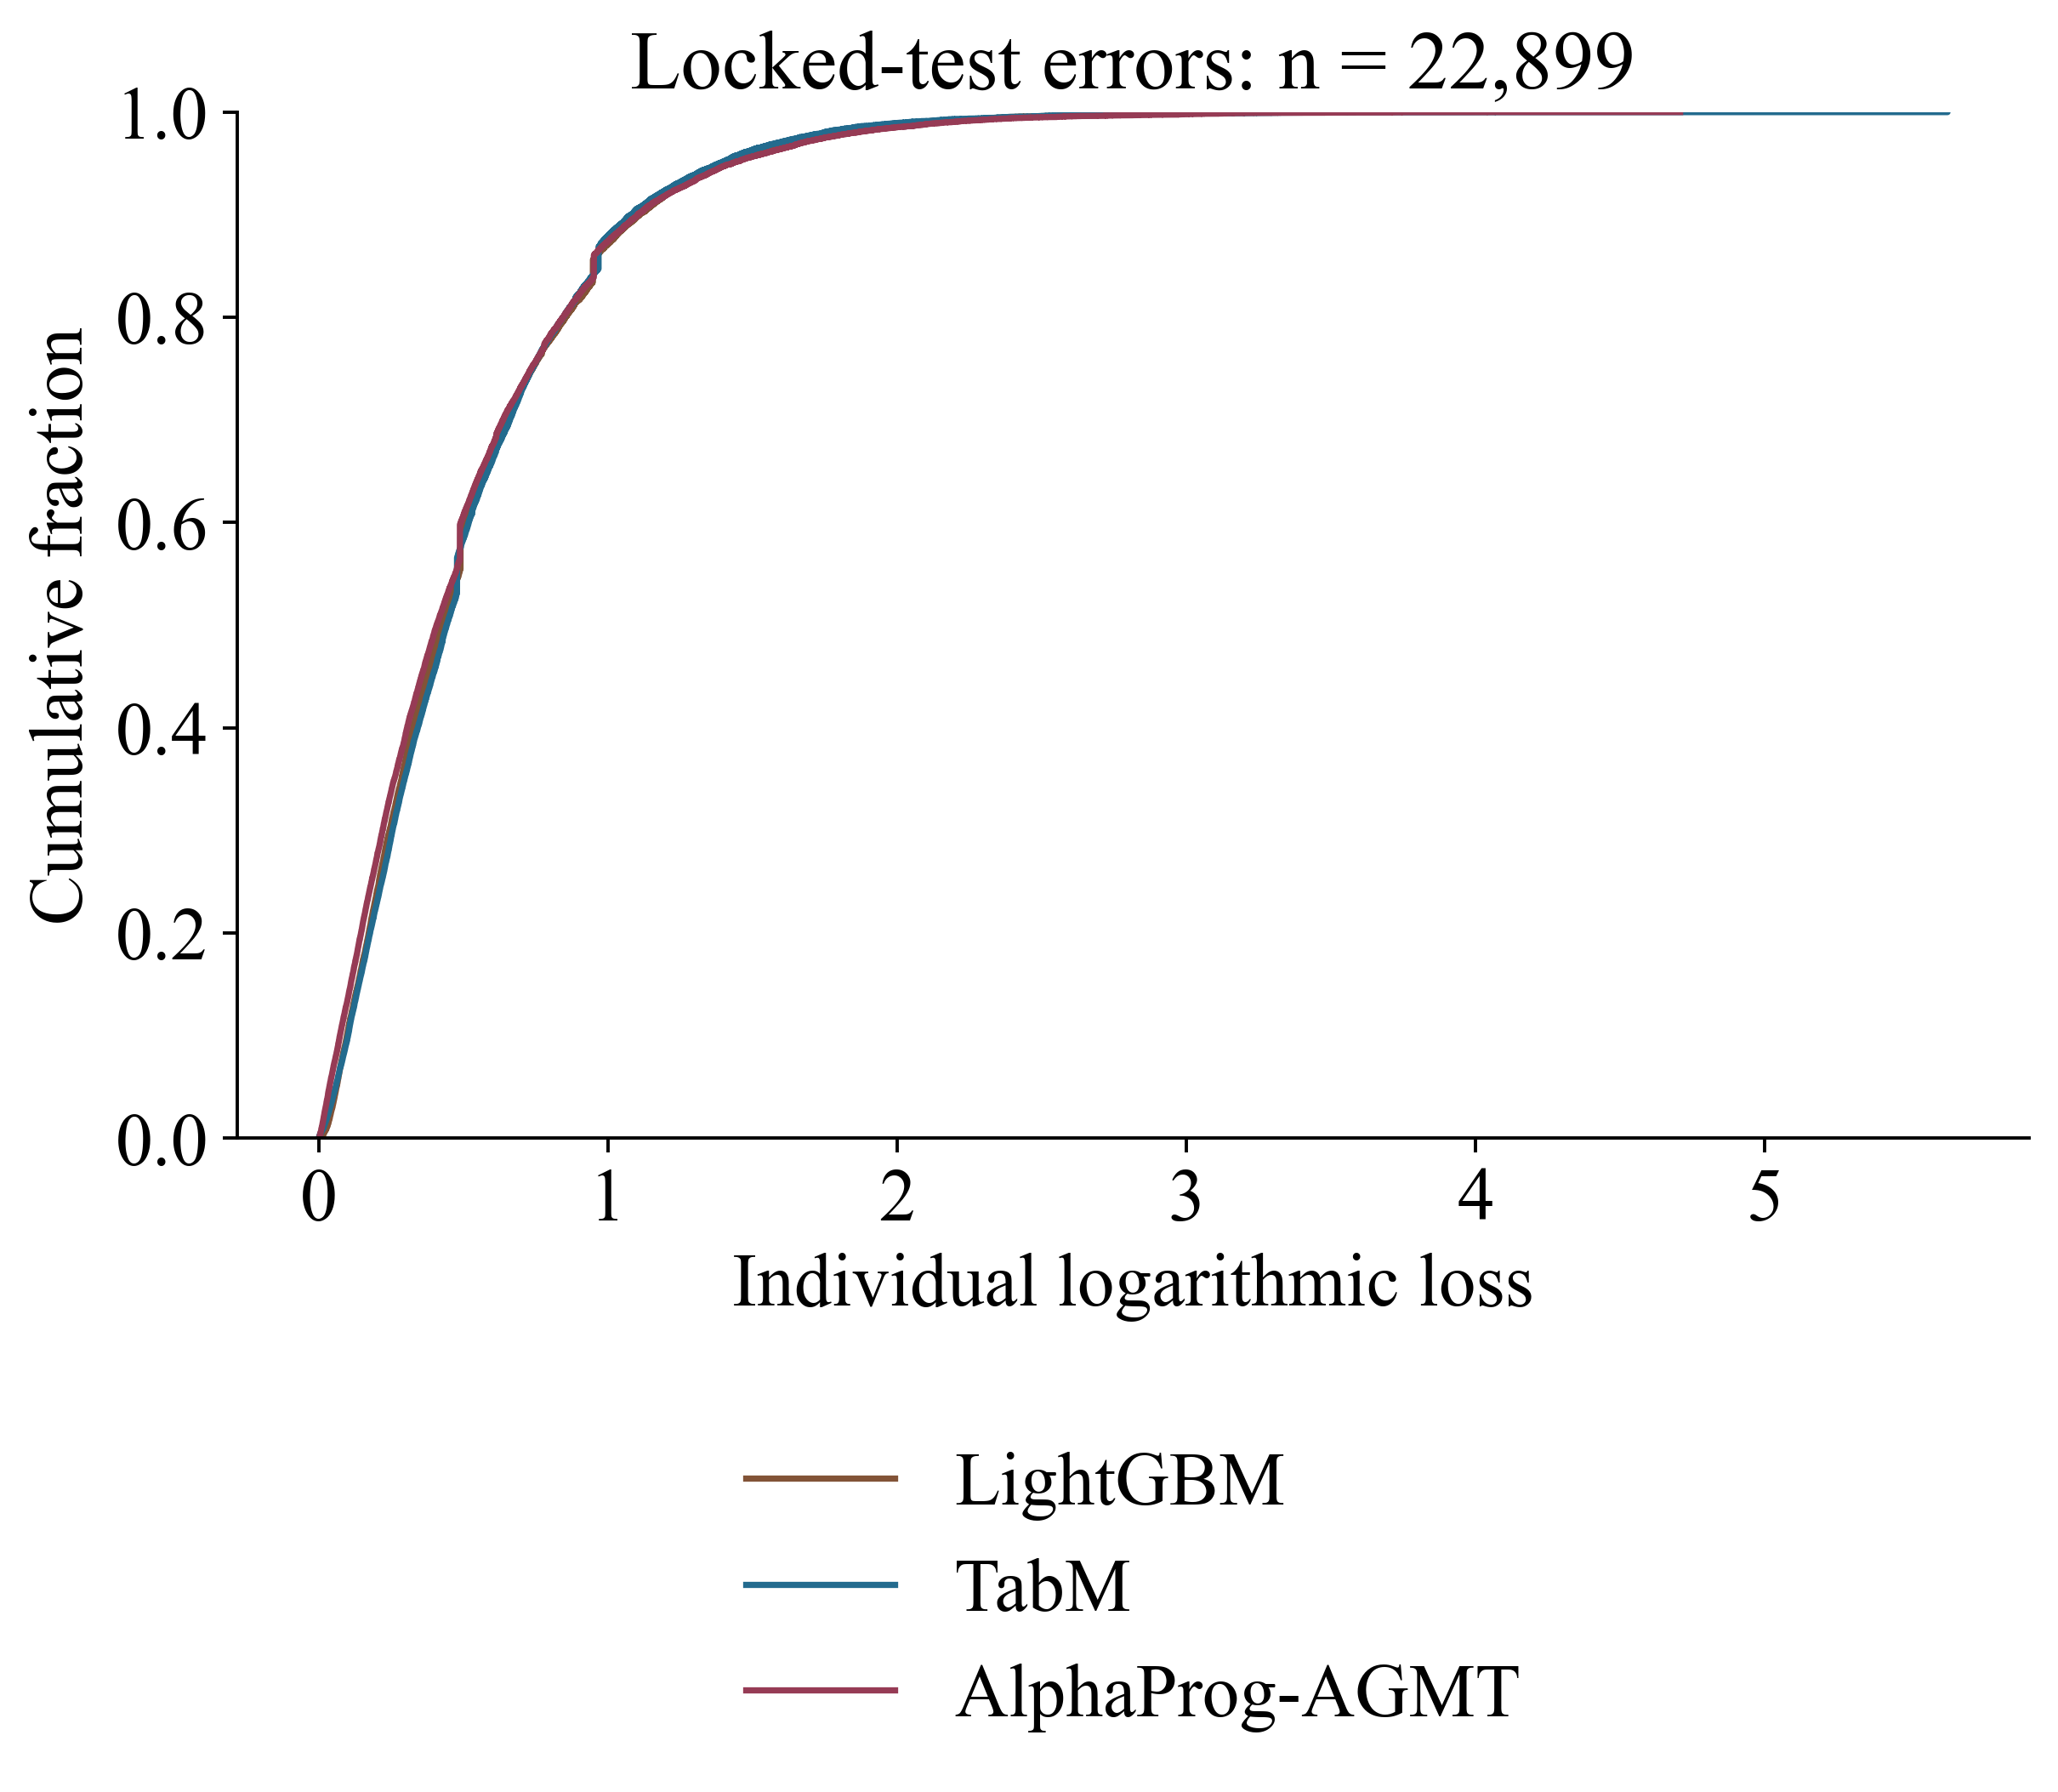 Locked-test errors: n = 22,899
1.0
0.8
0.6
0.4
0.2
0.0
Cumulative fraction
0 1 2 3 4 5
Individual logarithmic loss
LightGBM
TabM
AlphaProg-AGMT